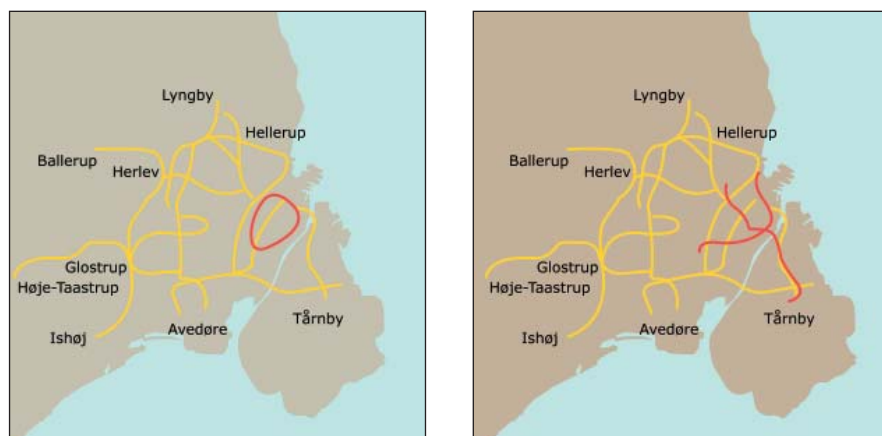 Lyngby
Hellerup
Ballerup
Herlev
Glostrup
Høje-Taastrup
Ishøj
Avedøre
Tårnby
Lyngby
Hellerup
Ballerup
Herlev
Glostrup
Høje-Taastrup
Ishøj
Avedøre
Tårnby